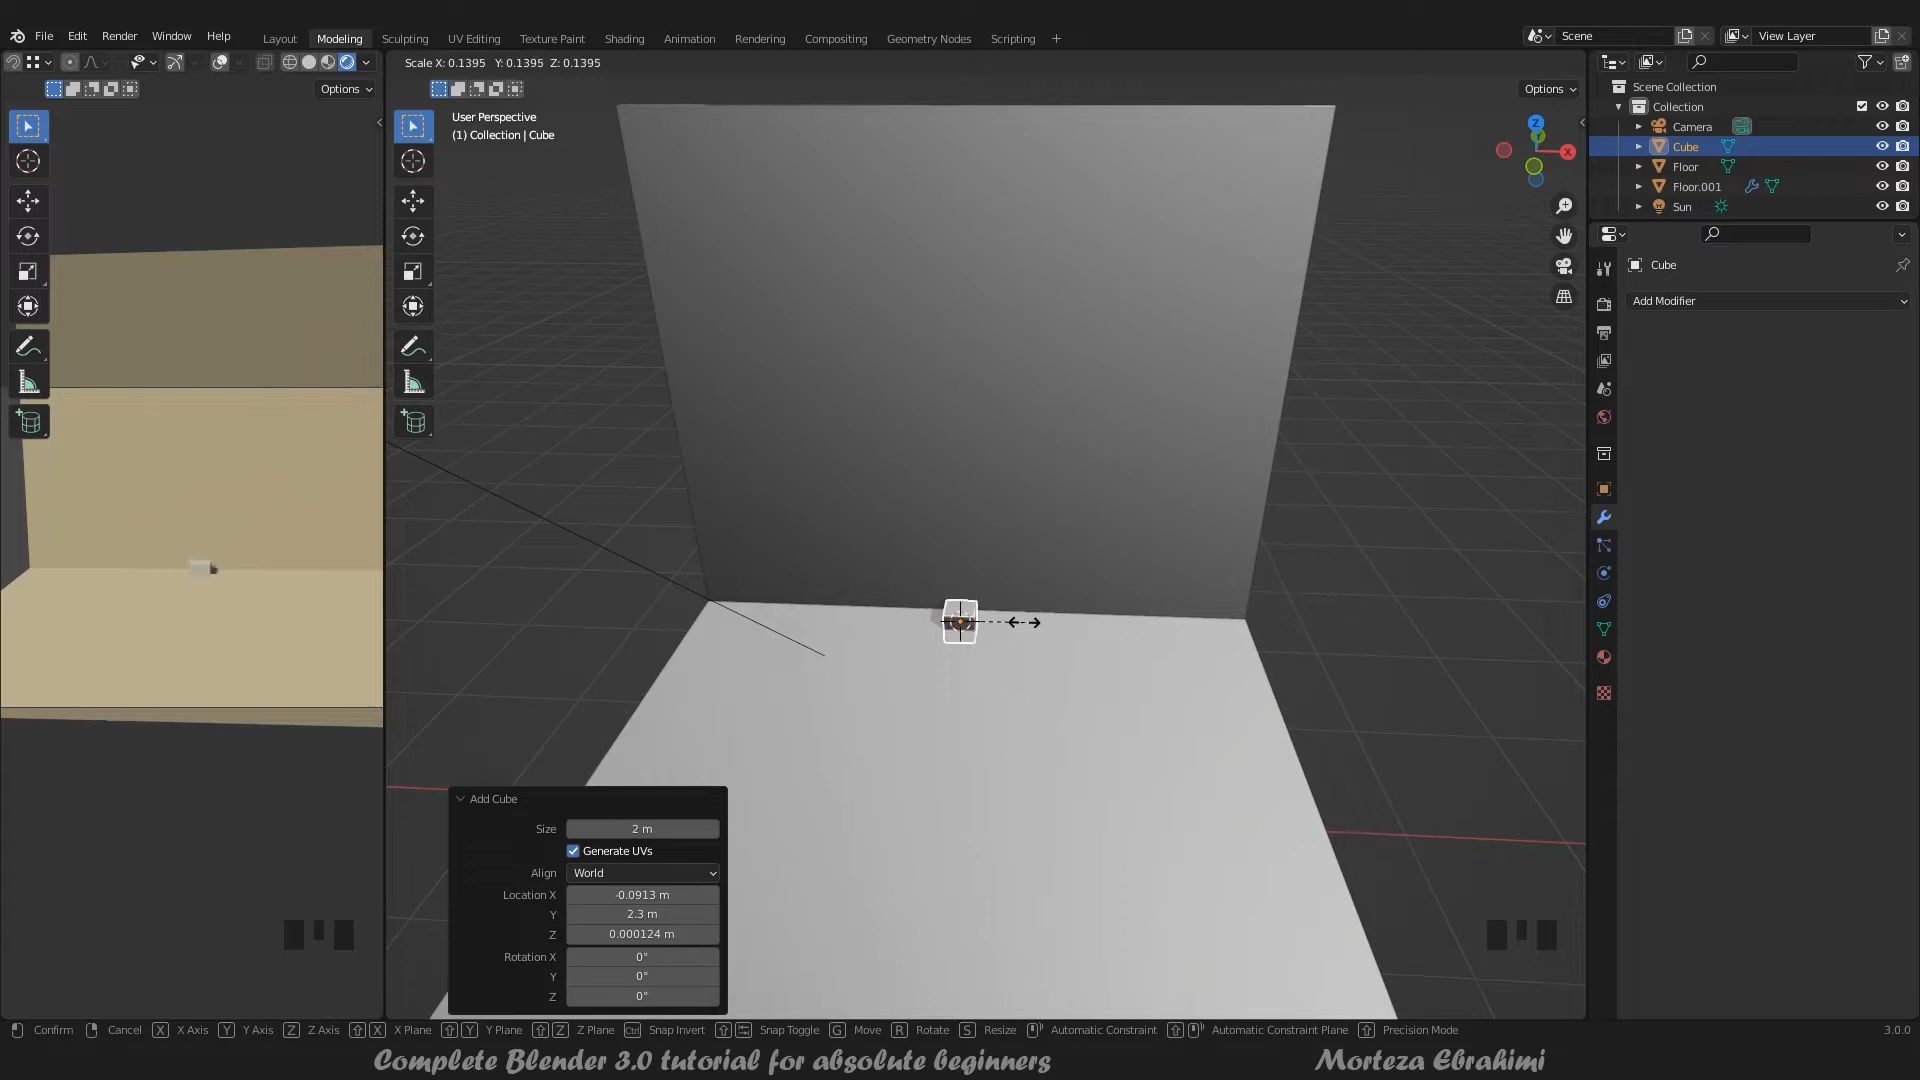 File Edit Render Window Help
Layout Modeling Sculpting UV Editing Texture Paint Shading Animation Rendering Compositing Geometry Nodes Scripting +
Scene
View Layer
Scale X: 0.1395 Y: 0.1395 Z: 0.1395
Options
Options
User Perspective
(1) Collection | Cube
Z
Y
X
Scene Collection
Collection
Camera
Cube
Floor
Floor.001
Sun
Cube
Add Modifier
Add Cube
Size 2 m
Generate UVs
Align World
Location X -0.0913 m
Y 2.3 m
Z 0.000124 m
Rotation X 0°
Y 0°
Z 0°
Confirm Cancel X X Axis Y Y Axis Z Z Axis X X Plane Y Y Plane Z Z Plane Ctrl Snap Invert Snap Toggle G Move R Rotate S Resize Automatic Constraint Automatic Constraint Plane Precision Mode 3.0.0
Complete Blender 3.0 tutorial for absolute beginners
Morteza Ebrahimi